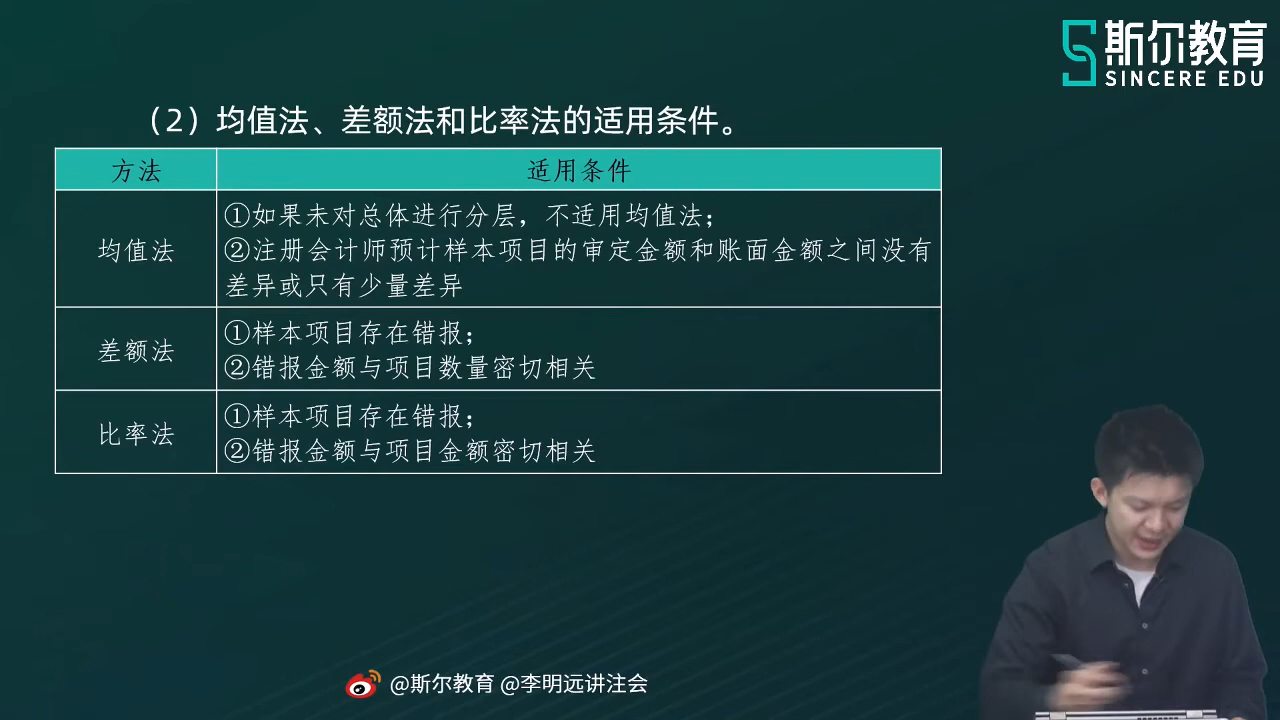 斯尔教育
SINCERE EDU
（2）均值法、差额法和比率法的适用条件。
方法
适用条件
均值法
①如果未对总体进行分层，不适用均值法；
②注册会计师预计样本项目的审定金额和账面金额之间没有
差异或只有少量差异
差额法
①样本项目存在错报；
②错报金额与项目数量密切相关
比率法
①样本项目存在错报；
②错报金额与项目金额密切相关
@斯尔教育 @李明远讲注会